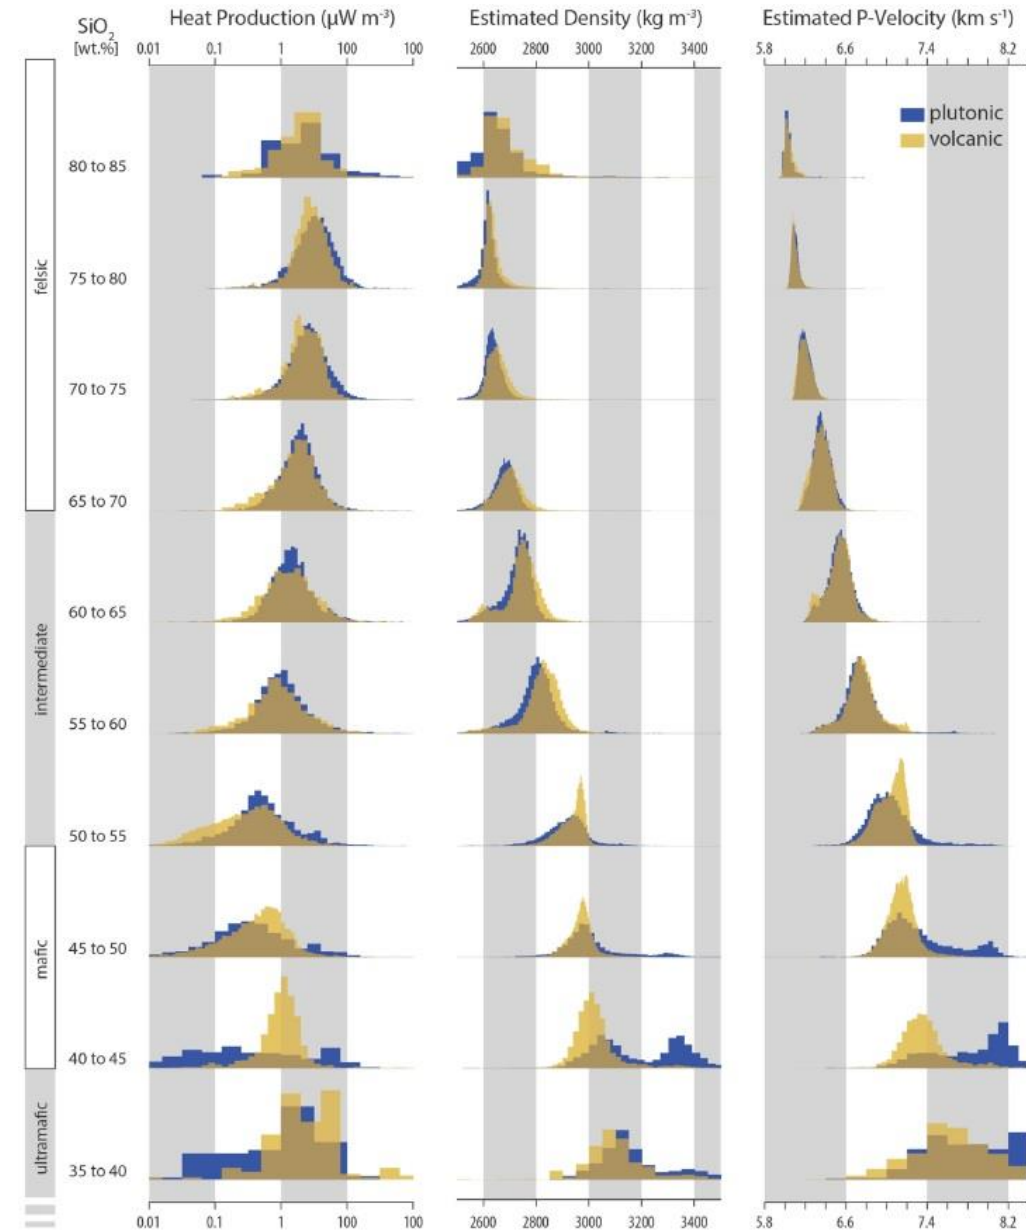 SiO2
[wt.%]
Heat Production (µW m-3)
Estimated Density (kg m-3)
Estimated P-Velocity (km s-1)
0.01 0.1 1 100 100
2600 2800 3000 3200 3400
5.8 6.6 7.4 8.2
plutonic
volcanic
felsic
80 to 85
75 to 80
70 to 75
65 to 70
intermediate
60 to 65
55 to 60
50 to 55
mafic
45 to 50
40 to 45
ultramafic
35 to 40
0.01 0.1 1 100 100
2600 2800 3000 3200 3400
5.8 6.6 7.4 8.2